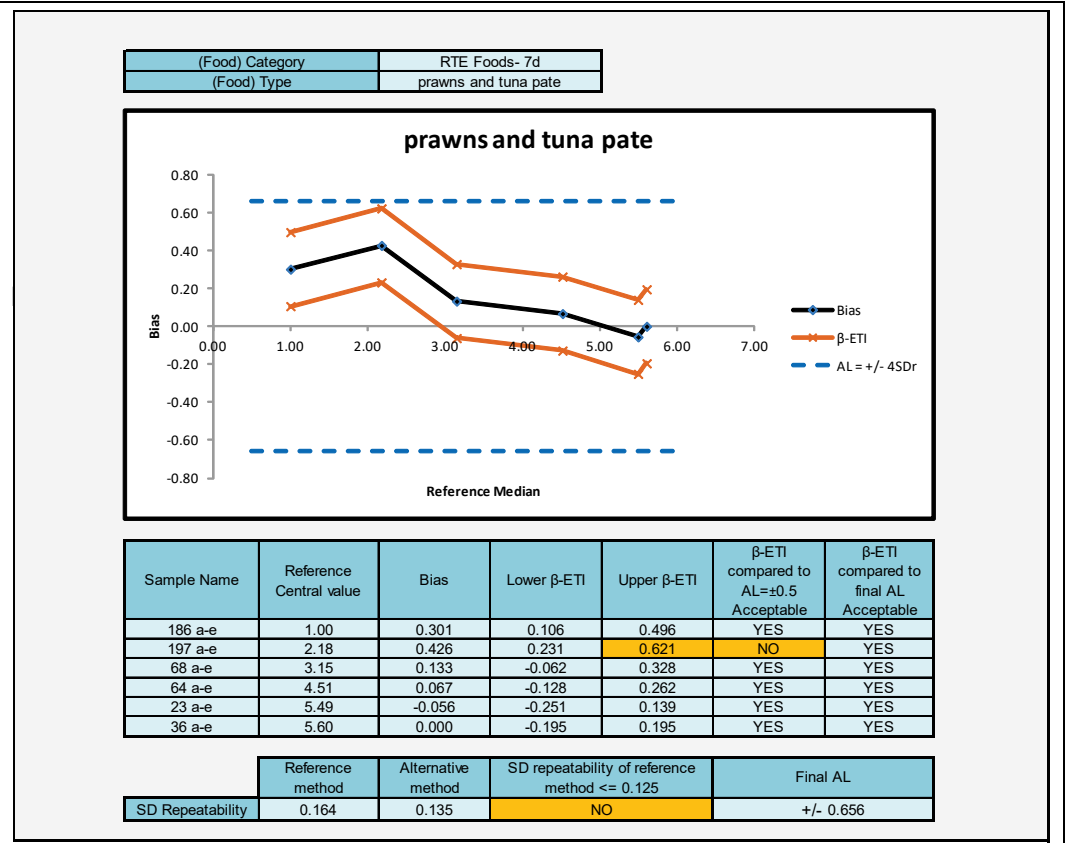 (Food) Category RTE Foods- 7d
(Food) Type prawns and tuna pate
prawns and tuna pate
0.80
0.60
0.40
0.20
0.00
-0.20
-0.40
-0.60
-0.80
Bias
0.00 1.00 2.00 3.00 4.00 5.00 6.00 7.00
Reference Median
Bias
β-ETI
AL = +/- 4SDr
Sample Name Reference Central value Bias Lower β-ETI Upper β-ETI β-ETI compared to AL=±0.5 Acceptable β-ETI compared to final AL Acceptable
186 a-e 1.00 0.301 0.106 0.496 YES YES
197 a-e 2.18 0.426 0.231 0.621 NO YES
68 a-e 3.15 0.133 -0.062 0.328 YES YES
64 a-e 4.51 0.067 -0.128 0.262 YES YES
23 a-e 5.49 -0.056 -0.251 0.139 YES YES
36 a-e 5.60 0.000 -0.195 0.195 YES YES
Reference method Alternative method SD repeatability of reference method <= 0.125 Final AL
SD Repeatability 0.164 0.135 NO +/- 0.656